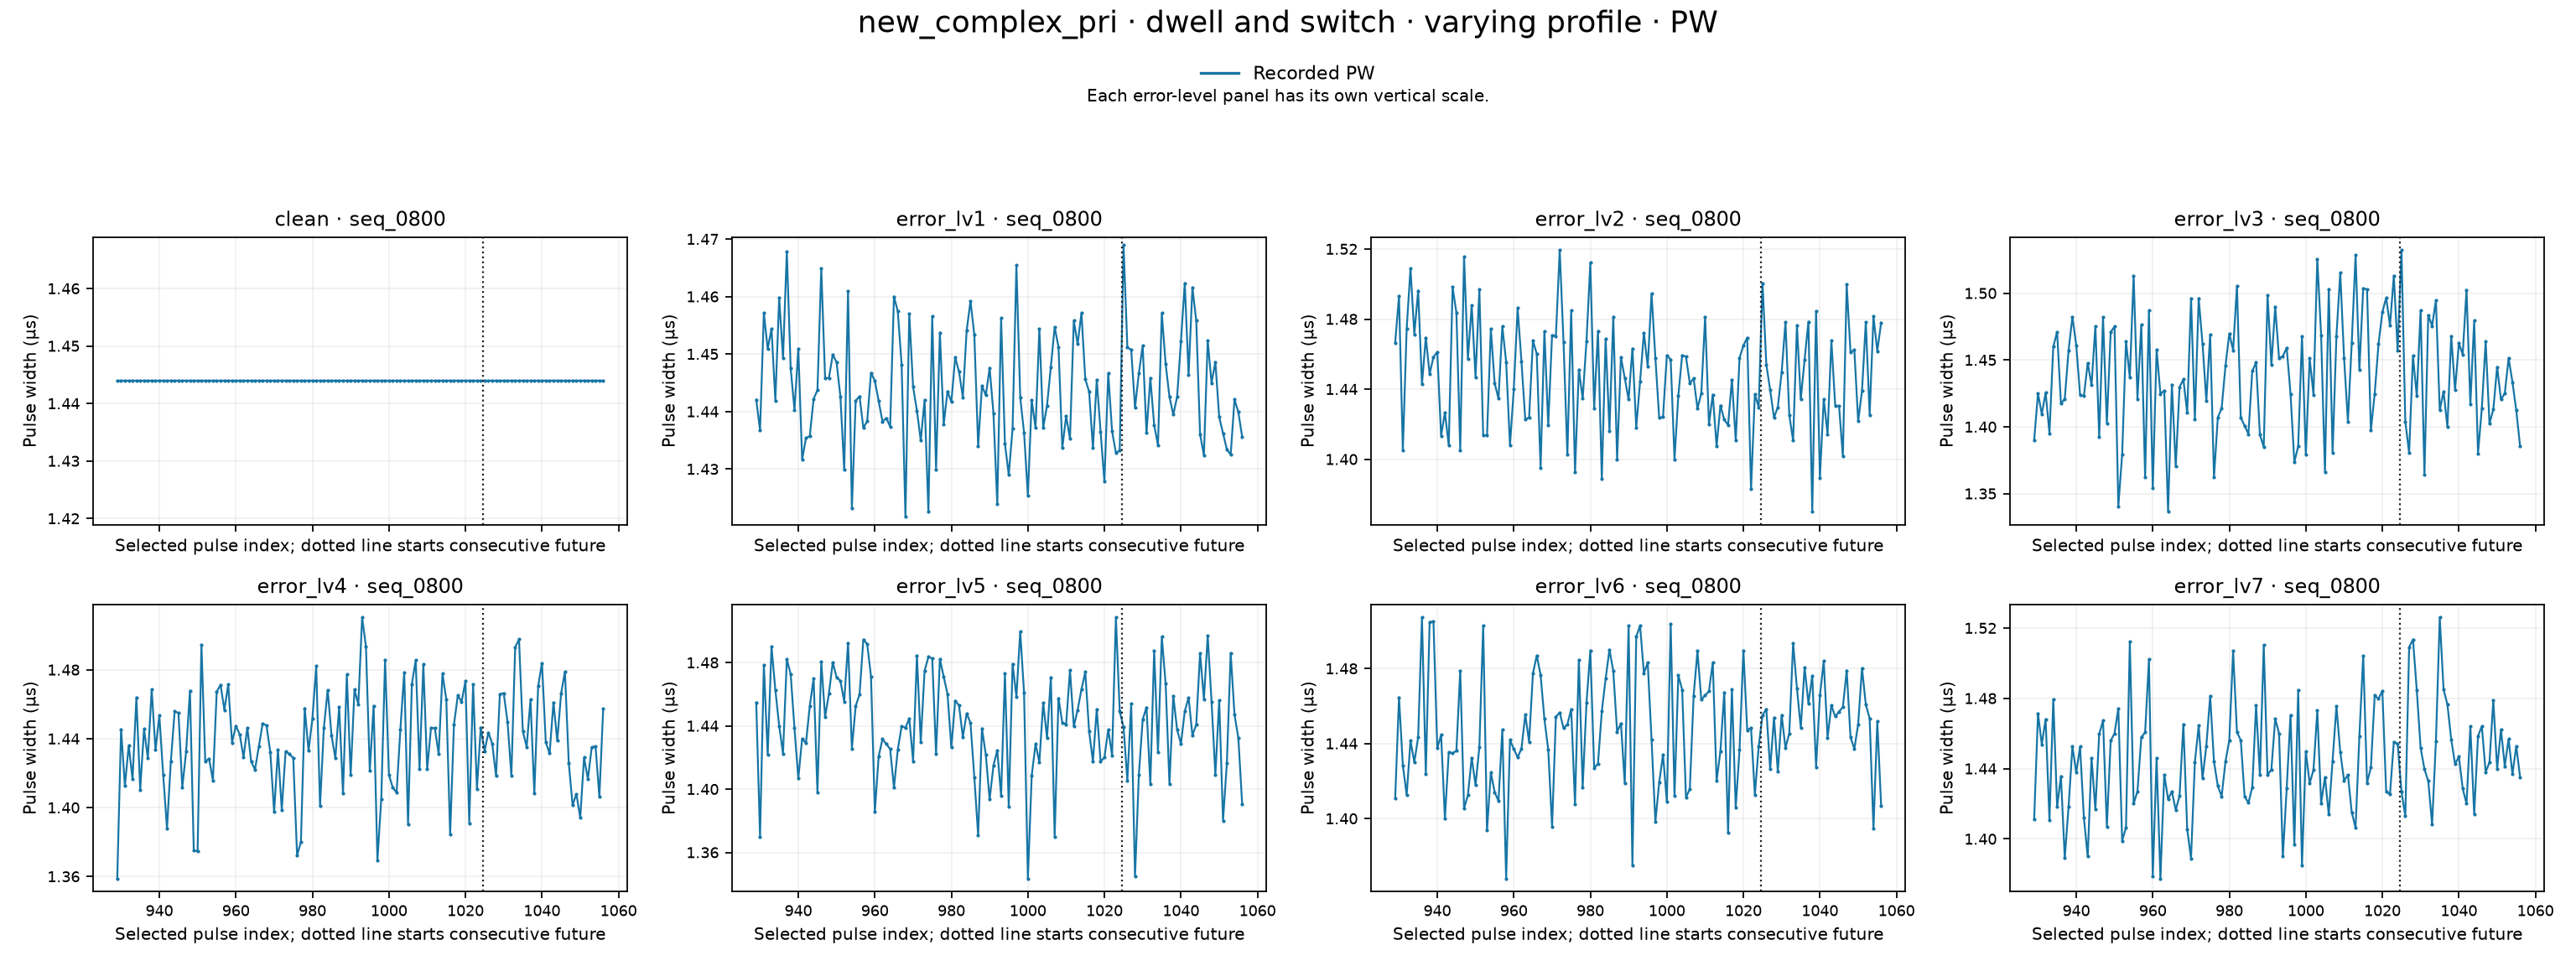 new_complex_pri · dwell and switch · varying profile · PW
Recorded PW
Each error-level panel has its own vertical scale.
clean · seq_0800
1.46
1.45
1.44
1.43
1.42
Pulse width (µs)
Selected pulse index; dotted line starts consecutive future
error_lv1 · seq_0800
1.47
1.46
1.45
1.44
1.43
Pulse width (µs)
Selected pulse index; dotted line starts consecutive future
error_lv2 · seq_0800
1.52
1.48
1.44
1.40
Pulse width (µs)
Selected pulse index; dotted line starts consecutive future
error_lv3 · seq_0800
1.50
1.45
1.40
1.35
Pulse width (µs)
Selected pulse index; dotted line starts consecutive future
error_lv4 · seq_0800
1.48
1.44
1.40
1.36
Pulse width (µs)
940 960 980 1000 1020 1040 1060
Selected pulse index; dotted line starts consecutive future
error_lv5 · seq_0800
1.48
1.44
1.40
1.36
Pulse width (µs)
940 960 980 1000 1020 1040 1060
Selected pulse index; dotted line starts consecutive future
error_lv6 · seq_0800
1.48
1.44
1.40
Pulse width (µs)
940 960 980 1000 1020 1040 1060
Selected pulse index; dotted line starts consecutive future
error_lv7 · seq_0800
1.52
1.48
1.44
1.40
Pulse width (µs)
940 960 980 1000 1020 1040 1060
Selected pulse index; dotted line starts consecutive future